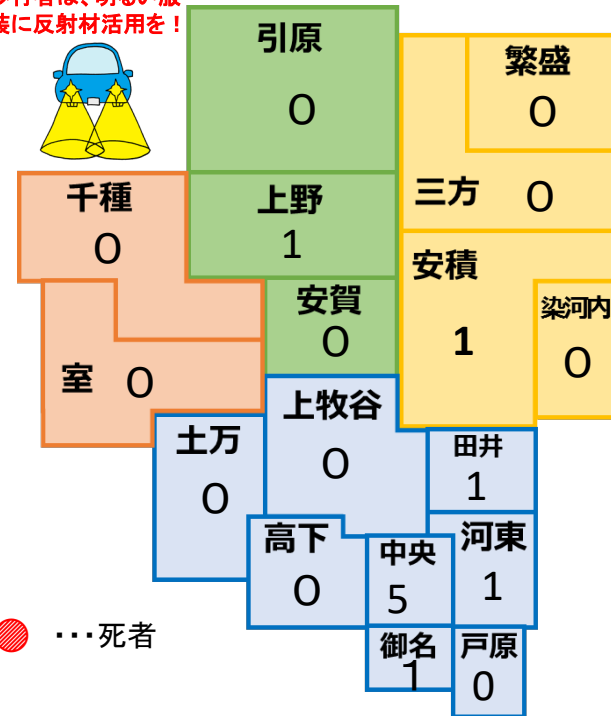 歩行者は、明るい服
装に反射材活用を！
引原
0
繁盛
0
千種
0
上野
1
三方 0
安積
1
安賀
0
染河内
0
室 0
上牧谷
0
土万
0
田井
1
高下
0
中央
5
河東
1
御名
1
戸原
0
・・・死者